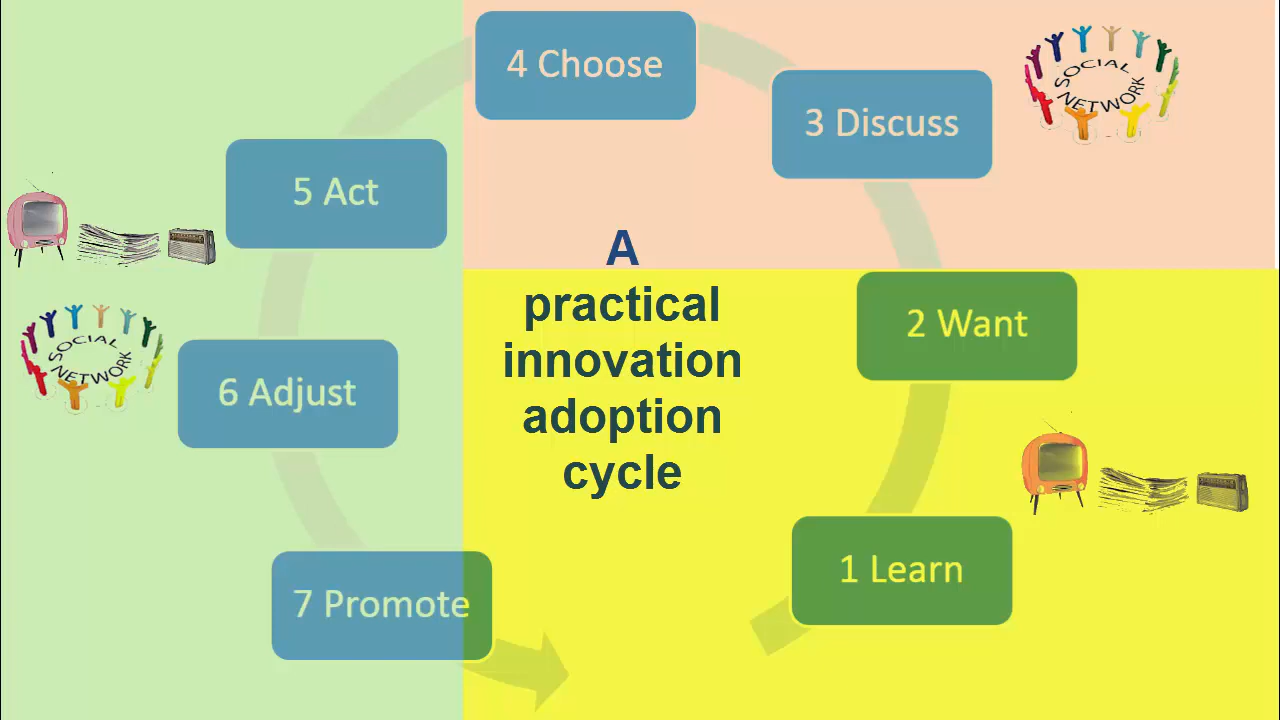 4 Choose
3 Discuss
SOCIAL
NETWORK
5 Act
A
practical
innovation
adoption
cycle
2 Want
SOCIAL
NETWORK
6 Adjust
1 Learn
7 Promote